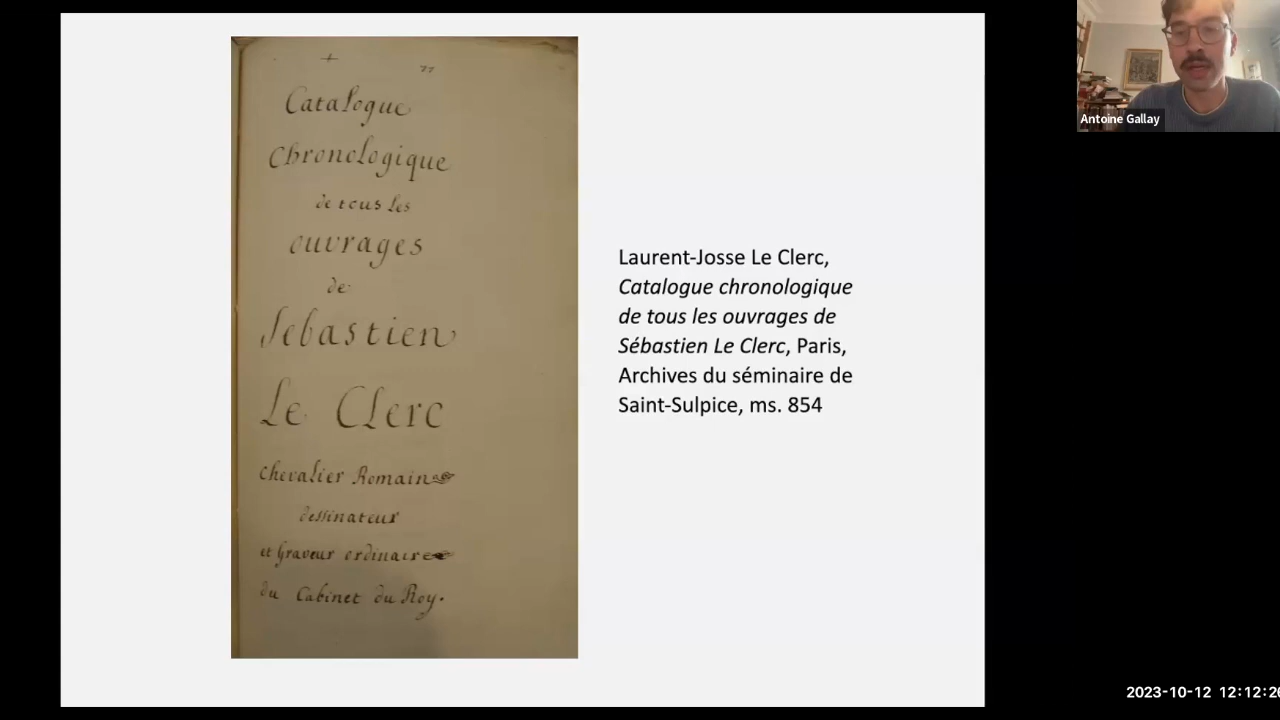 +
77
Catalogue
Chronologique
de tous les
ouvrages
de
Sebastien
Le Clerc
Chevalier Romain
dessinateur
et Graveur ordinaire
du Cabinet du Roy.
Laurent-Josse Le Clerc,
Catalogue chronologique
de tous les ouvrages de
Sébastien Le Clerc, Paris,
Archives du séminaire de
Saint-Sulpice, ms. 854
Antoine Gallay
2023-10-12 12:12:26